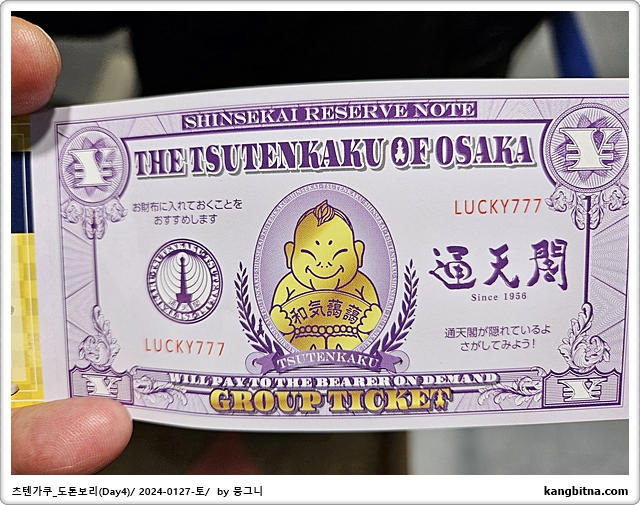 SHINSEKAI RESERVE NOTE
THE TSUTENKAKU OF OSAKA
お財布に入れておくことを
おすすめします
LUCKY777
通天閣
Since 1956
和気藹藹
LUCKY777
通天閣が隠れているよ
さがしてみよう!
TSUTENKAKU
WILL PAY TO THE BEARER ON DEMAND
GROUP TICKET
¥
¥
¥
¥
츠텐가쿠_도톤보리(Day4)/ 2024-0127-토/ by 뭉그니
kangbitna.com